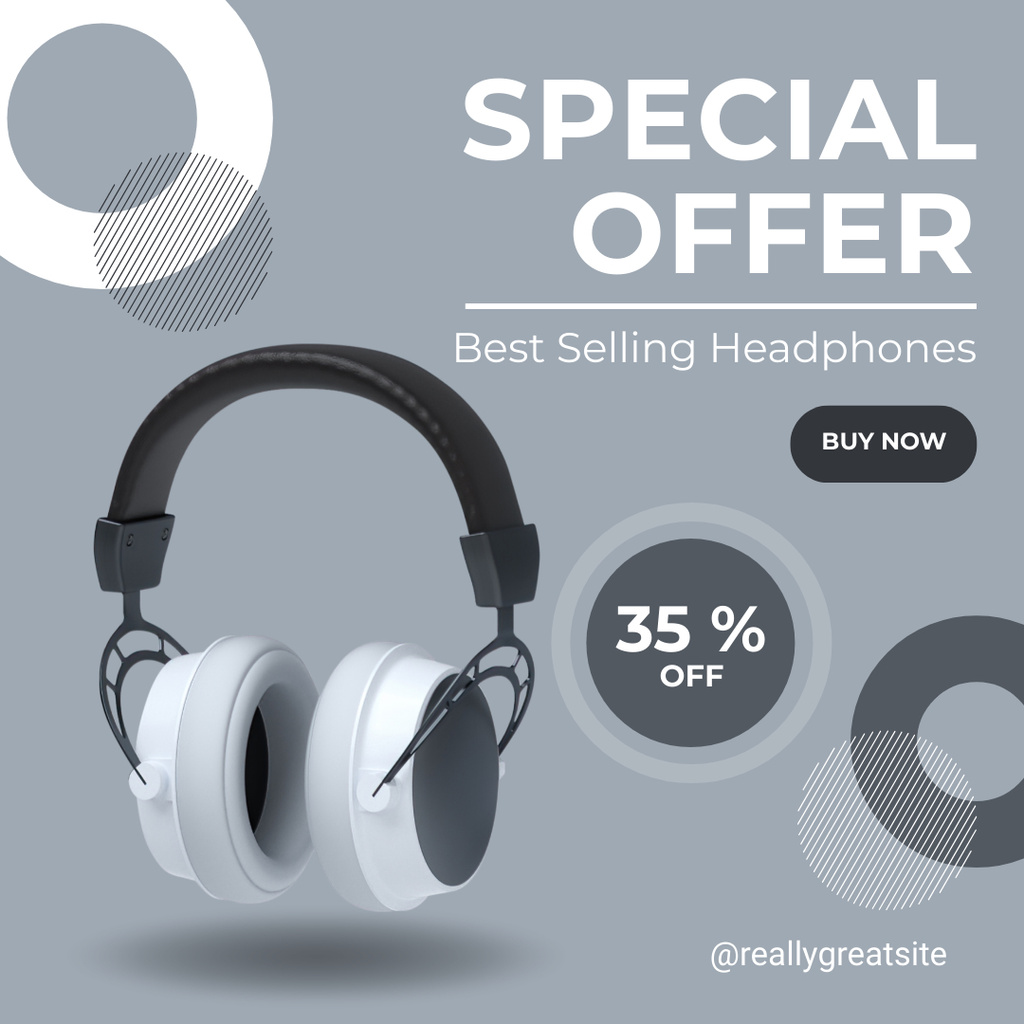 SPECIAL
OFFER
Best Selling Headphones
BUY NOW
35 %
OFF
@reallygreatsite